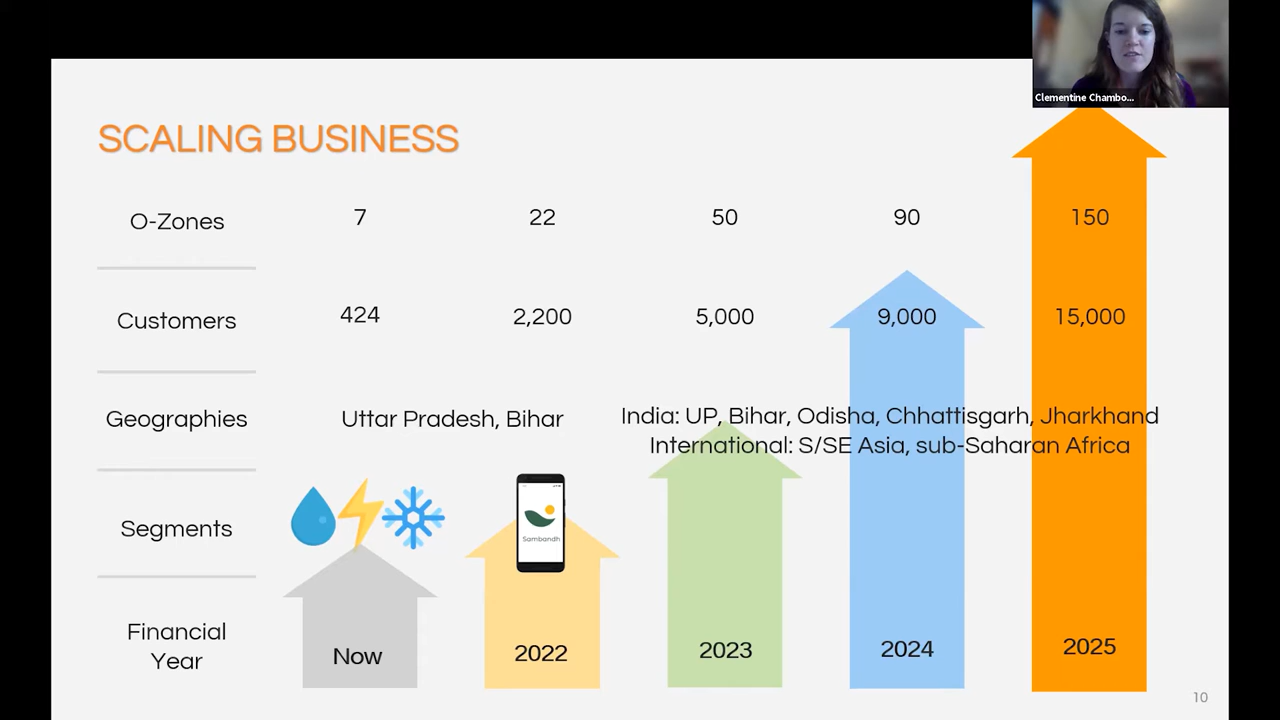 Clementine Chambo...
SCALING BUSINESS
O-Zones 7 22 50 90 150
Customers 424 2,200 5,000 9,000 15,000
Geographies Uttar Pradesh, Bihar
India: UP, Bihar, Odisha, Chhattisgarh, Jharkhand
International: S/SE Asia, sub-Saharan Africa
Segments
Sambandh
Financial
Year
Now 2022 2023 2024 2025
10